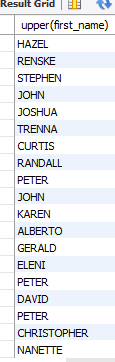 Result Grid
upper(first_name)
HAZEL
RENSKE
STEPHEN
JOHN
JOSHUA
TRENNA
CURTIS
RANDALL
PETER
JOHN
KAREN
ALBERTO
GERALD
ELENI
PETER
DAVID
PETER
CHRISTOPHER
NANETTE